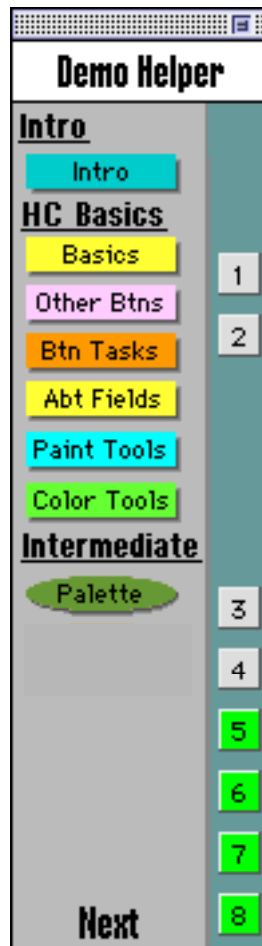 Demo Helper
Intro
Intro
HC Basics
Basics
1
Other Btns
2
Btn Tasks
Abt Fields
Paint Tools
Color Tools
Intermediate
Palette
3
4
5
6
7
Next
8